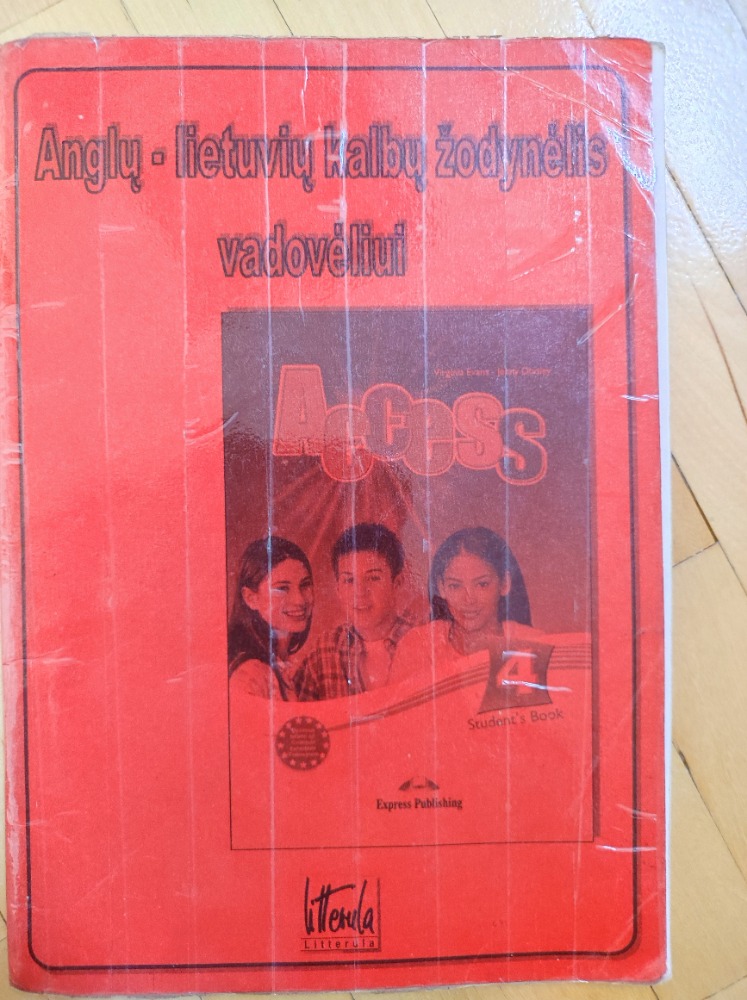 Anglų - lietuvių kalbų žodynėlis
vadovėliui
Virginia Evans - Jenny Dooley
Access
4
Student's Book
Express Publishing
Litterula
Litterula